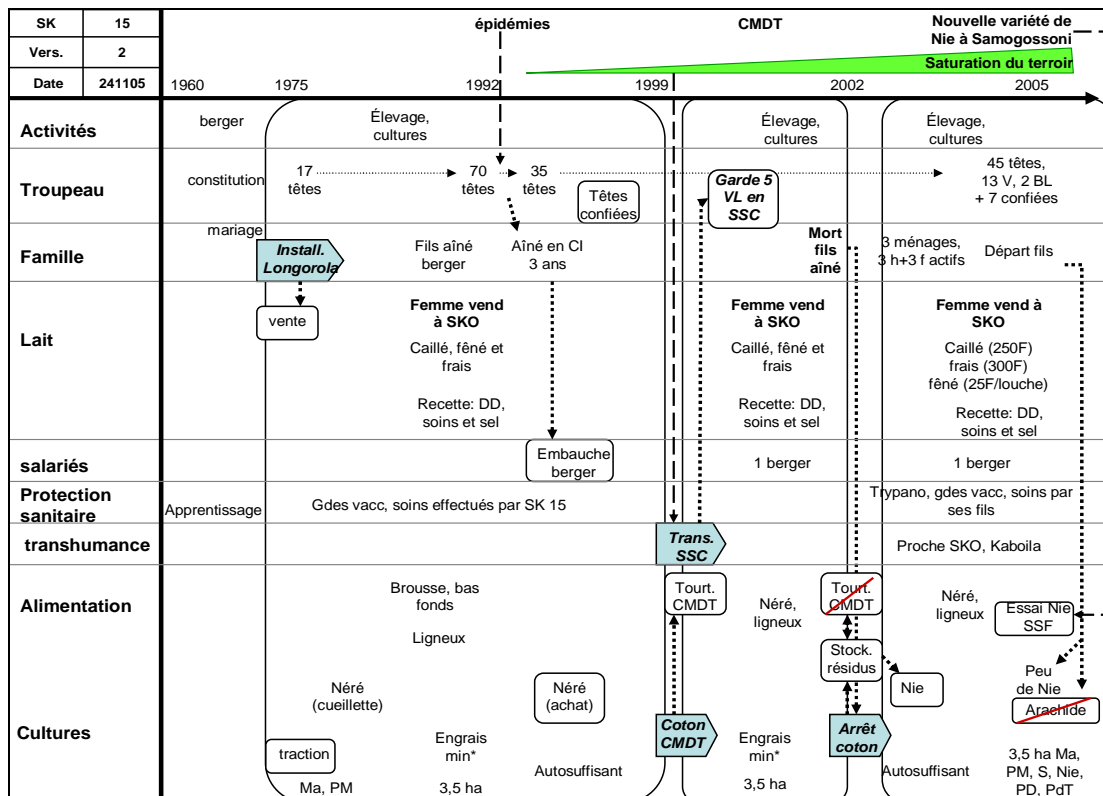 SK 15
Vers. 2
Date 241105
épidémies
CMDT
Nouvelle variété de
Nie à Samogossoni
Saturation du terroir
1960 1975 1992 1999 2002 2005
Activités
berger
Élevage,
cultures
Élevage,
cultures
Élevage,
cultures
Troupeau
constitution
17
têtes
70
têtes
35
têtes
Têtes
confiées
Garde 5
VL en
SSC
45 têtes,
13 V, 2 BL
+ 7 confiées
Famille
mariage
Install.
Longorola
Fils aîné
berger
Aîné en CI
3 ans
Mort
fils
aîné
3 ménages,
3 h+3 f actifs
Départ fils
Lait
vente
Femme vend
à SKO
Caillé, fêné et
frais
Recette: DD,
soins et sel
Femme vend à
SKO
Caillé, fêné et
frais
Recette: DD,
soins et sel
Femme vend à
SKO
Caillé (250F)
frais (300F)
fêné (25F/louche)
Recette: DD,
soins et sel
salariés
Embauche
berger
1 berger
1 berger
Protection
sanitaire
Apprentissage
Gdes vacc, soins effectués par SK 15
Trypano, gdes vacc, soins par
ses fils
transhumance
Trans.
SSC
Proche SKO, Kaboila
Alimentation
Brousse, bas
fonds
Ligneux
Tourt.
CMDT
Néré,
ligneux
Tourt.
CMDT
Stock.
résidus
Néré,
ligneux
Essai Nie
SSF
Cultures
Néré
(cueillette)
Néré
(achat)
Nie
Peu
de Nie
Arachide
traction
Ma, PM
Engrais
min*
3,5 ha
Autosuffisant
Coton
CMDT
Engrais
min*
3,5 ha
Arrêt
coton
Autosuffisant
3,5 ha Ma,
PM, S, Nie,
PD, PdT